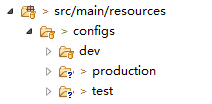 > src/main/resources
> configs
dev
> production
> test